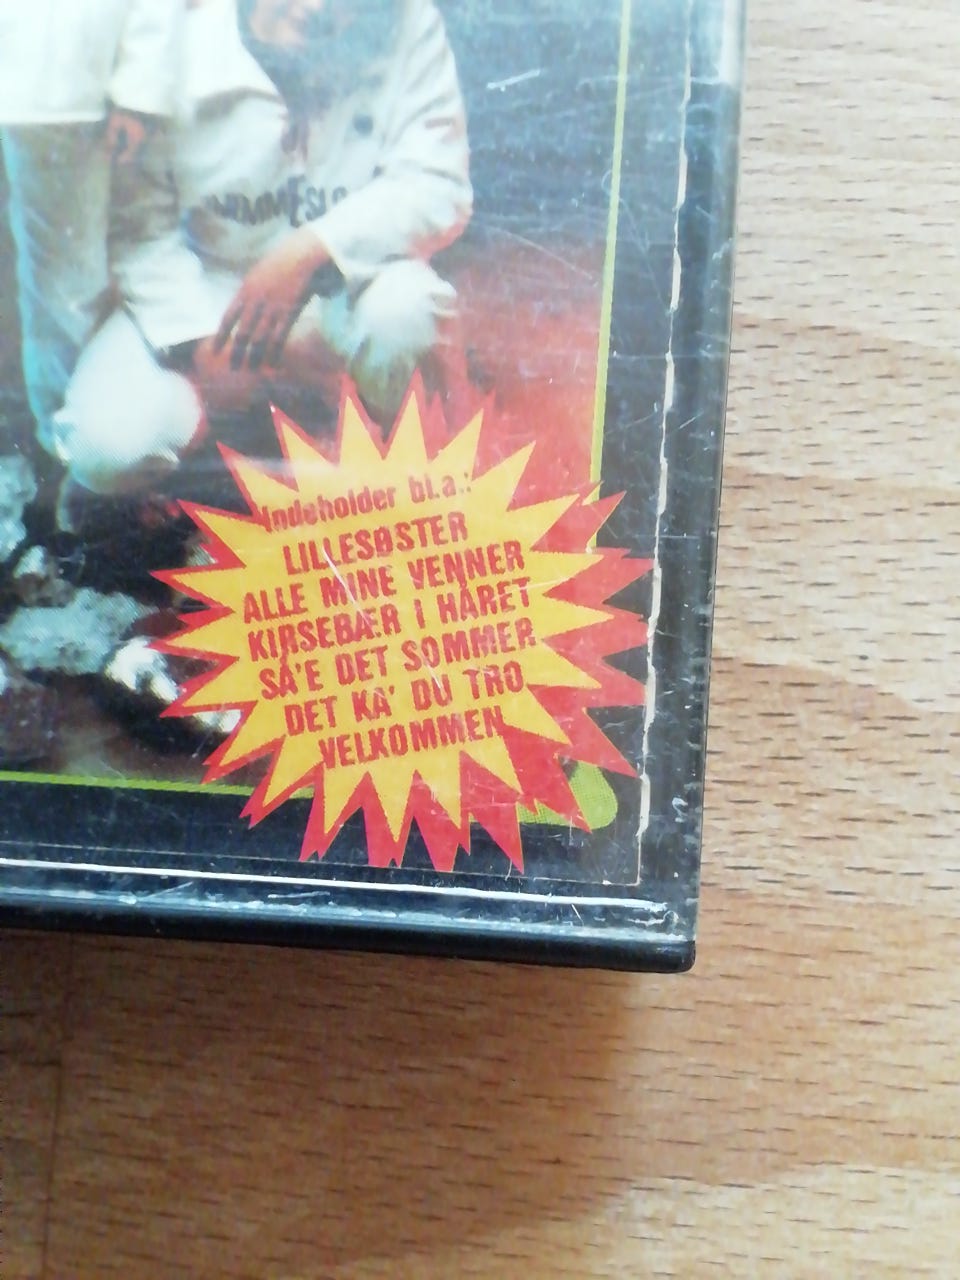 Indeholder bl.a.:
LILLESØSTER
ALLE MINE VENNER
KIRSEBÆR I HÅRET
SÅ'E DET SOMMER
DET KA' DU TRO
VELKOMMEN